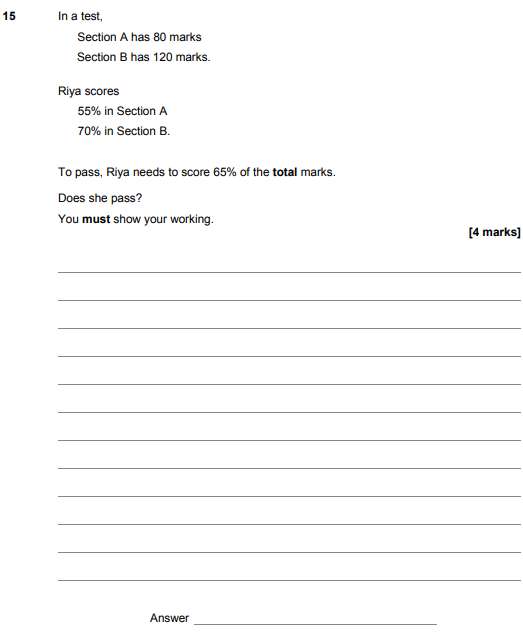 15 In a test,
Section A has 80 marks
Section B has 120 marks.
Riya scores
55% in Section A
70% in Section B.
To pass, Riya needs to score 65% of the total marks.
Does she pass?
You must show your working.
[4 marks]
Answer